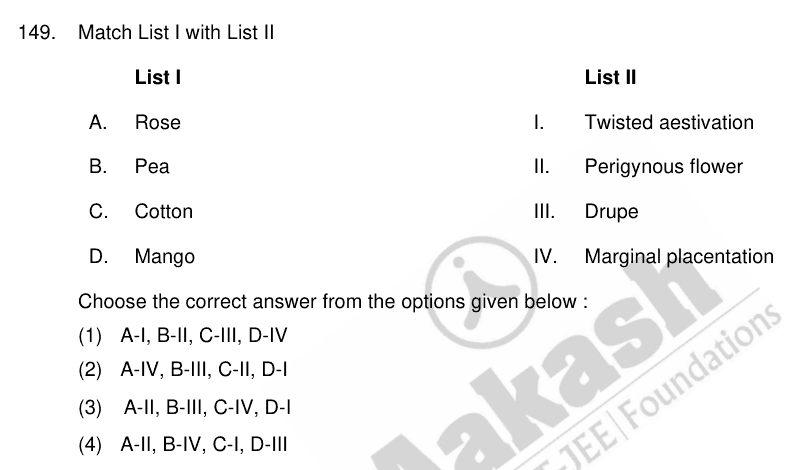 149. Match List I with List II
List I List II
A. Rose I. Twisted aestivation
B. Pea II. Perigynous flower
C. Cotton III. Drupe
D. Mango IV. Marginal placentation
Choose the correct answer from the options given below :
(1) A-I, B-II, C-III, D-IV
(2) A-IV, B-III, C-II, D-I
(3) A-II, B-III, C-IV, D-I
(4) A-II, B-IV, C-I, D-III
Aakash
-JEE|Foundations